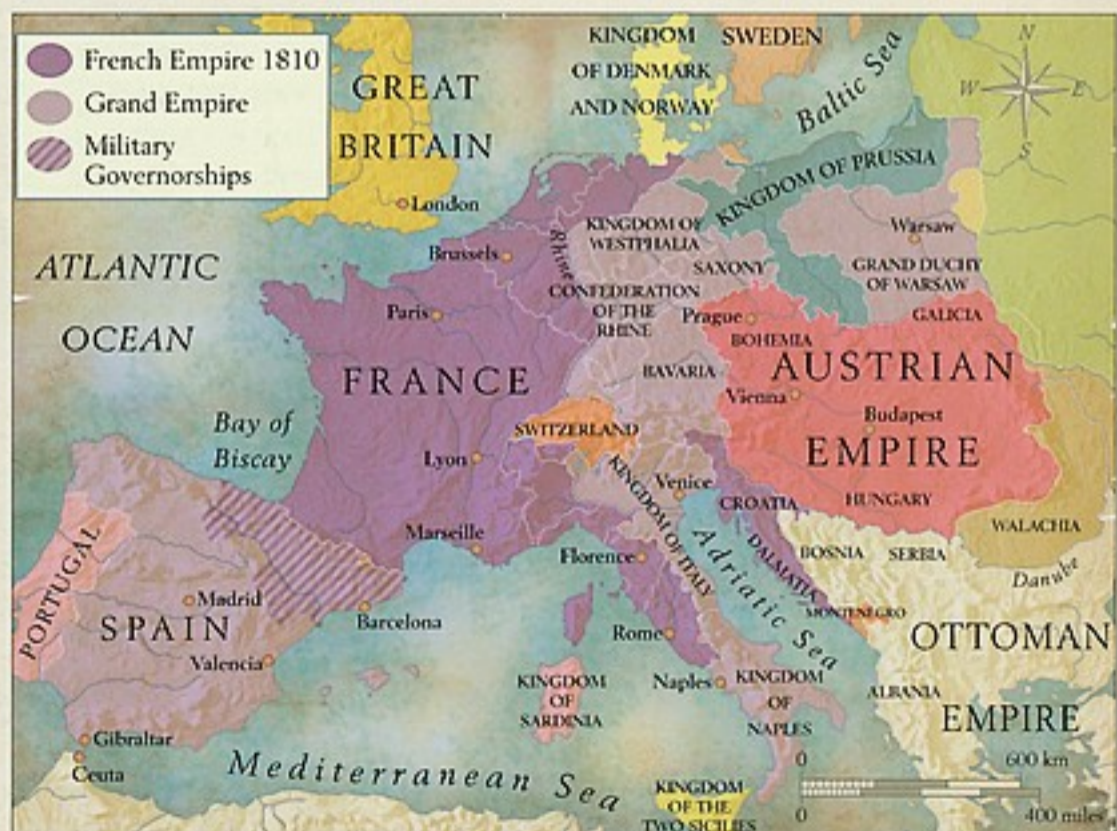 French Empire 1810
Grand Empire
Military
Governorships
GREAT
BRITAIN
London
KINGDOM
OF DENMARK
AND NORWAY
SWEDEN
Baltic Sea
N
W
E
S
KINGDOM OF PRUSSIA
ATLANTIC
OCEAN
Brussels
Rhine
KINGDOM OF
WESTPHALIA
SAXONY
Warsaw
GRAND DUCHY
OF WARSAW
Paris
CONFEDERATION
OF THE
RHINE
Prague
BOHEMIA
GALICIA
FRANCE
BAVARIA
AUSTRIAN
EMPIRE
Vienna
Budapest
Bay of
Biscay
SWITZERLAND
Lyon
KINGDOM OF ITALY
Venice
CROATIA
HUNGARY
WALACHIA
Marseille
Florence
Adriatic Sea
DALMATIA
BOSNIA
SERBIA
Danube
MONTENEGRO
PORTUGAL
Madrid
SPAIN
Barcelona
Valencia
Rome
OTTOMAN
EMPIRE
KINGDOM
OF
SARDINIA
Naples
KINGDOM
OF
NAPLES
ALBANIA
Gibraltar
Ceuta
Mediterranean Sea
KINGDOM
OF THE
TWO SICILIES
0
600 km
0
400 miles